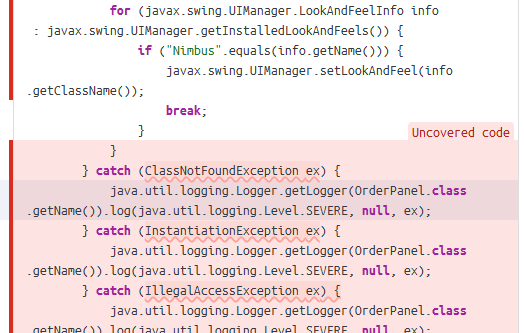 for (javax.swing.UIManager.LookAndFeelInfo info
: javax.swing.UIManager.getInstalledLookAndFeels()) {
if ("Nimbus".equals(info.getName())) {
javax.swing.UIManager.setLookAndFeel(info
.getClassName());
break;
}
Uncovered code
}
} catch (ClassNotFoundException ex) {
java.util.logging.Logger.getLogger(OrderPanel.class
.getName()).log(java.util.logging.Level.SEVERE, null, ex);
} catch (InstantiationException ex) {
java.util.logging.Logger.getLogger(OrderPanel.class
.getName()).log(java.util.logging.Level.SEVERE, null, ex);
} catch (IllegalAccessException ex) {
java.util.logging.Logger.getLogger(OrderPanel.class
.getName()).log(java.util.logging.Level.SEVERE, null, ex);